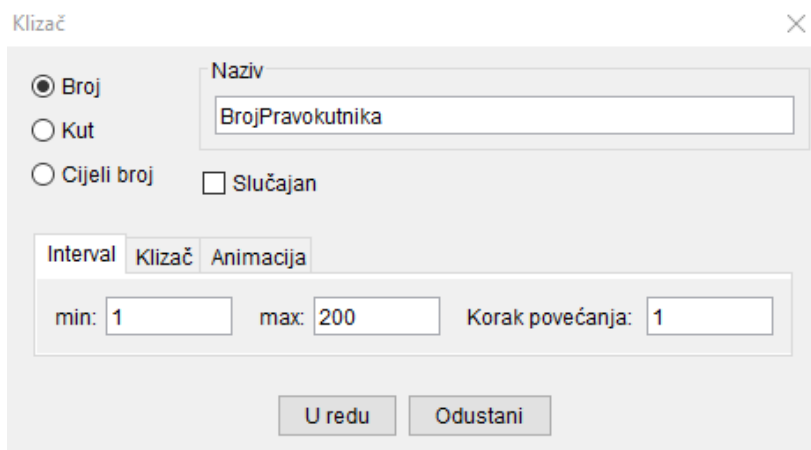 Klizač
Broj
Kut
Cijeli broj
Naziv
BrojPravokutnika
Slučajan
Interval Klizač Animacija
min: 1 max: 200 Korak povećanja: 1
U redu Odustani